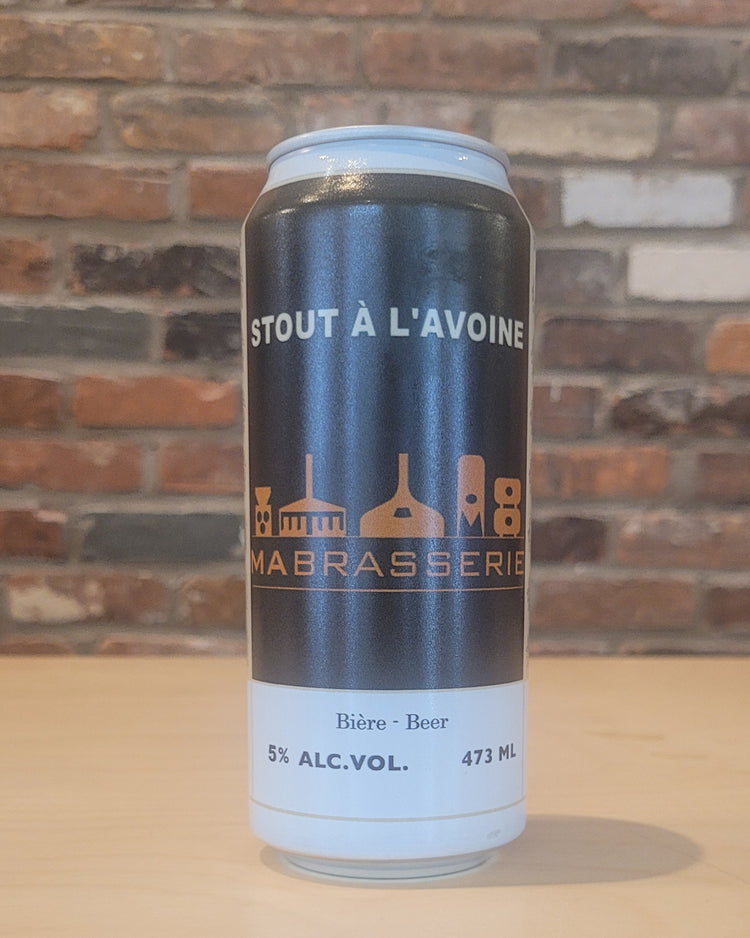 STOUT À L'AVOINE
MABRASSERIE
Bière - Beer
5% ALC.VOL. 473 ML